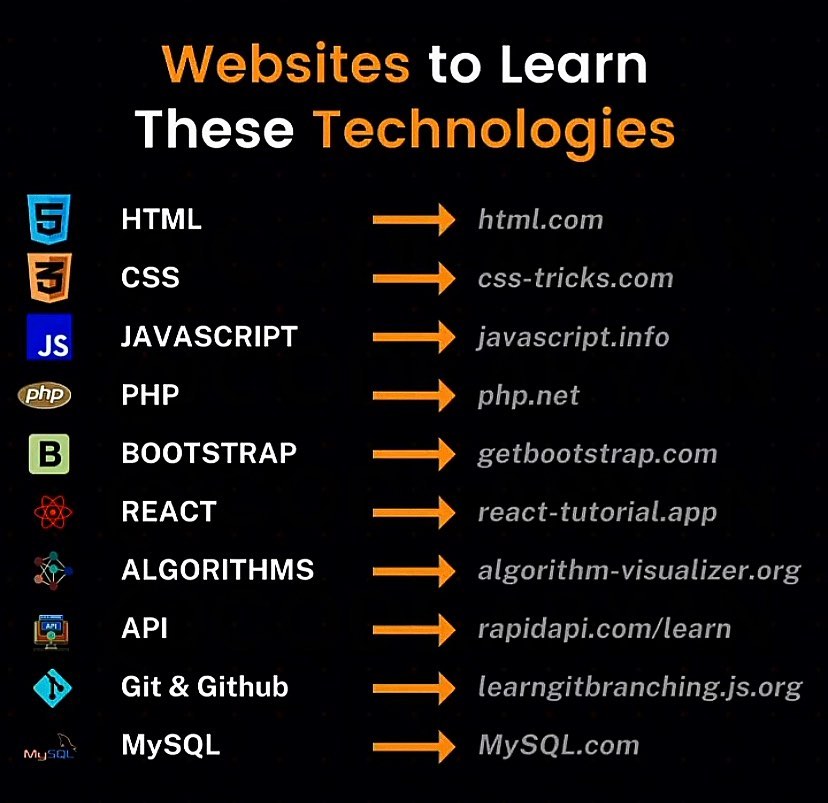 Websites to Learn
These Technologies
5 HTML html.com
3 CSS css-tricks.com
JS JAVASCRIPT javascript.info
php PHP php.net
B BOOTSTRAP getbootstrap.com
REACT react-tutorial.app
ALGORITHMS algorithm-visualizer.org
API API rapidapi.com/learn
Git & Github learngitbranching.js.org
MySQL MySQL MySQL.com